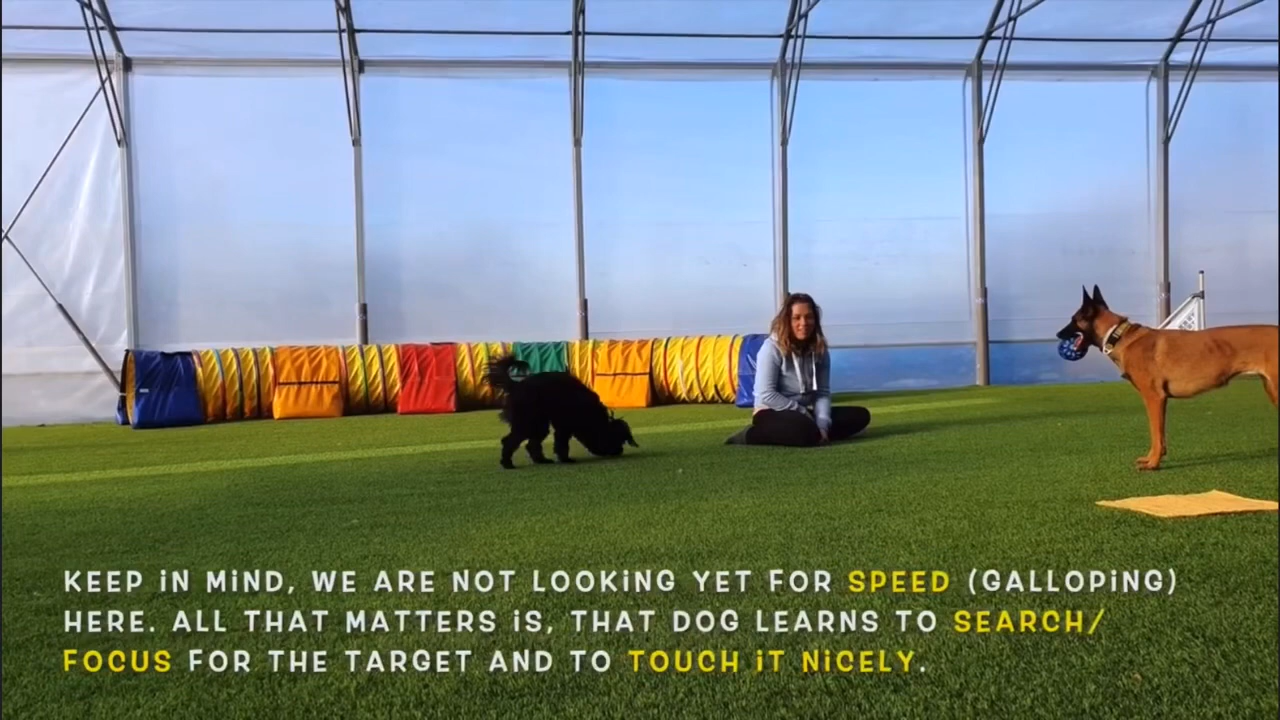 KEEP iN MiND, WE ARE NOT LOOKiNG YET FOR SPEED (GALLOPiNG)
HERE. ALL THAT MATTERS iS, THAT DOG LEARNS TO SEARCH/
FOCUS FOR THE TARGET AND TO TOUCH iT NiCELY.